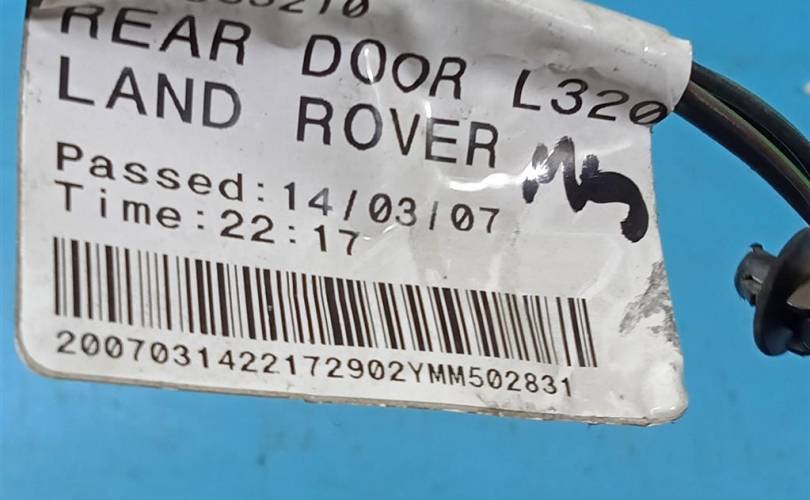 REAR DOOR L320
LAND ROVER
Passed:14/03/07
Time:22:17
2007031422172902YMM502831